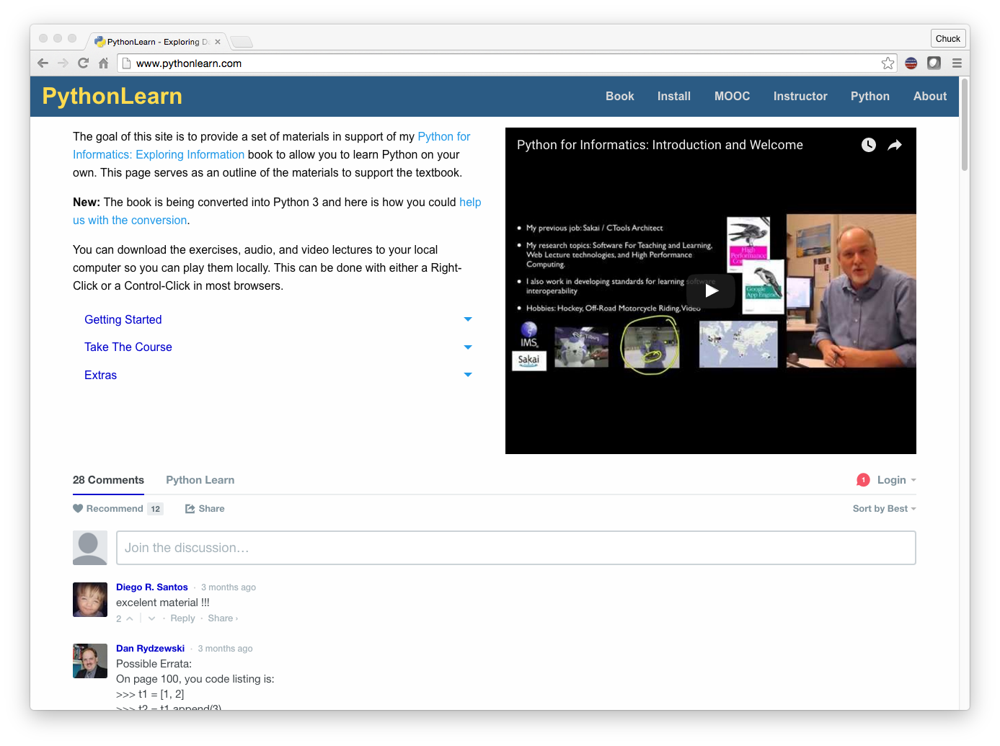 PythonLearn - Exploring D
Chuck
www.pythonlearn.com
PythonLearn
Book Install MOOC Instructor Python About
The goal of this site is to provide a set of materials in support of my Python for
Informatics: Exploring Information book to allow you to learn Python on your
own. This page serves as an outline of the materials to support the textbook.
New: The book is being converted into Python 3 and here is how you could help
us with the conversion.
You can download the exercises, audio, and video lectures to your local
computer so you can play them locally. This can be done with either a Right-
Click or a Control-Click in most browsers.
Getting Started
Take The Course
Extras
Python for Informatics: Introduction and Welcome
• My previous job: Sakai / CTools Architect
• My research topics: Software For Teaching and Learning,
Web Lecture technologies, and High Performance
Computing.
• I also work in developing standards for learning software
interoperability
• Hobbies: Hockey, Off-Road Motorcycle Riding, Video
High
Performance
Google
App Engine
IMS
Sakai
Tilburg
28 Comments Python Learn
1 Login
Recommend 12 Share
Sort by Best
Join the discussion…
Diego R. Santos · 3 months ago
excelent material !!!
2 · Reply · Share ›
Dan Rydzewski · 3 months ago
Possible Errata:
On page 100, you code listing is:
>>> t1 = [1, 2]
>>> t2 = t1.append(3)